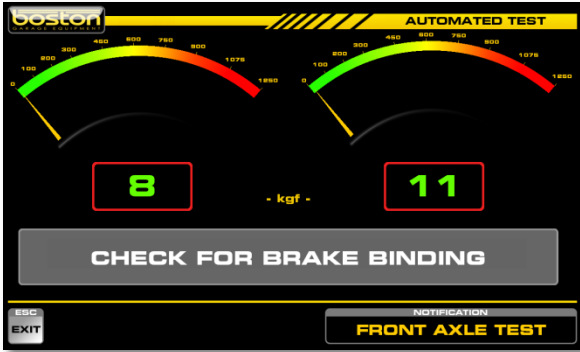 boston
GARAGE EQUIPMENT
AUTOMATED TEST
0 100 200 300 450 600 750 900 1075 1250
0 100 200 300 450 600 750 900 1075 1250
8
- kgf -
11
CHECK FOR BRAKE BINDING
ESC
EXIT
NOTIFICATION
FRONT AXLE TEST